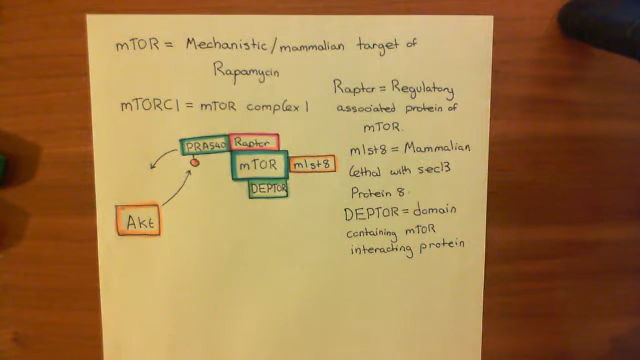 mTOR = Mechanistic/mammalian target of
Rapamycin
mTORC1 = mTOR complex 1
PRAS40 Raptor
mTOR mlst8
DEPTOR
Akt
Raptor = Regulatory
associated protein of
mTOR.
mlst8 = Mammalian
lethal with sec13
Protein 8.
DEPTOR = domain
containing mTOR
interacting protein